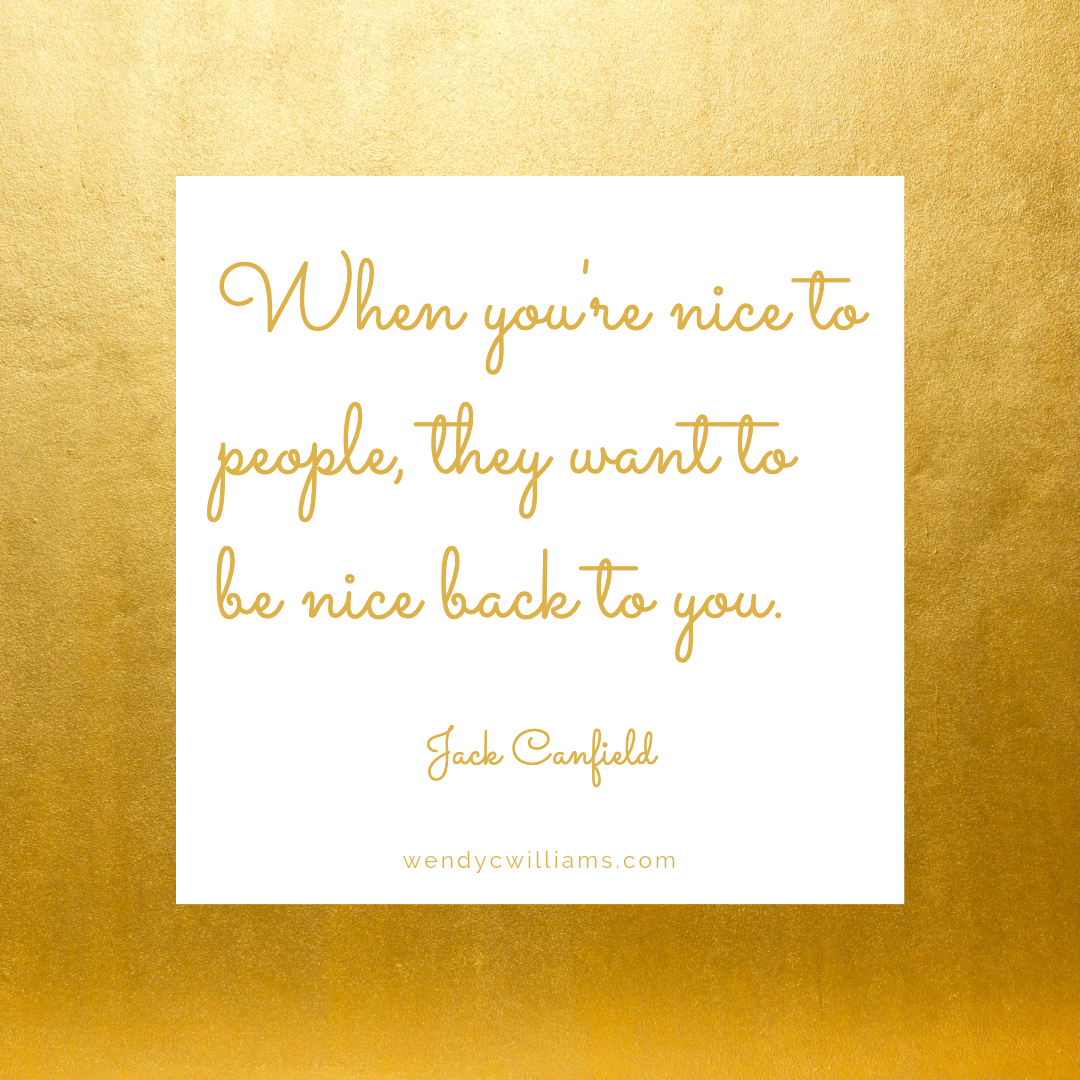 When you're nice to
people, they want to
be nice back to you.
Jack Canfield
wendycwilliams.com